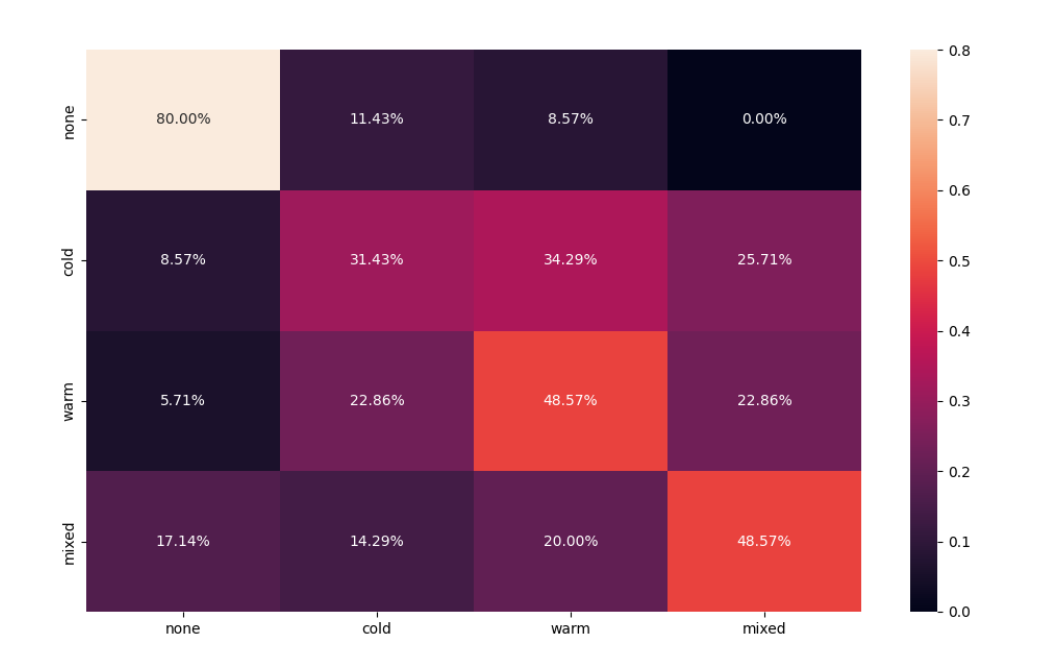 none 80.00% 11.43% 8.57% 0.00%
cold 8.57% 31.43% 34.29% 25.71%
warm 5.71% 22.86% 48.57% 22.86%
mixed 17.14% 14.29% 20.00% 48.57%
none cold warm mixed
0.8
0.7
0.6
0.5
0.4
0.3
0.2
0.1
0.0